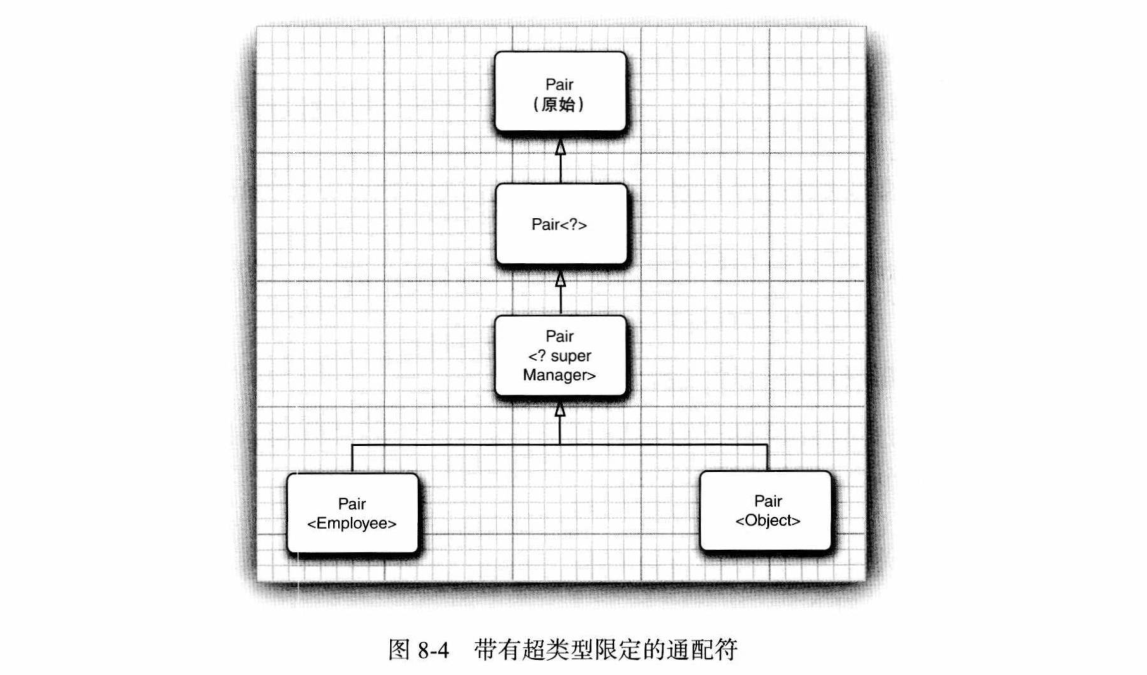 Pair
(原始)
Pair<?>
Pair
<? super
Manager>
Pair
<Employee>
Pair
<Object>
图 8-4 带有超类型限定的通配符